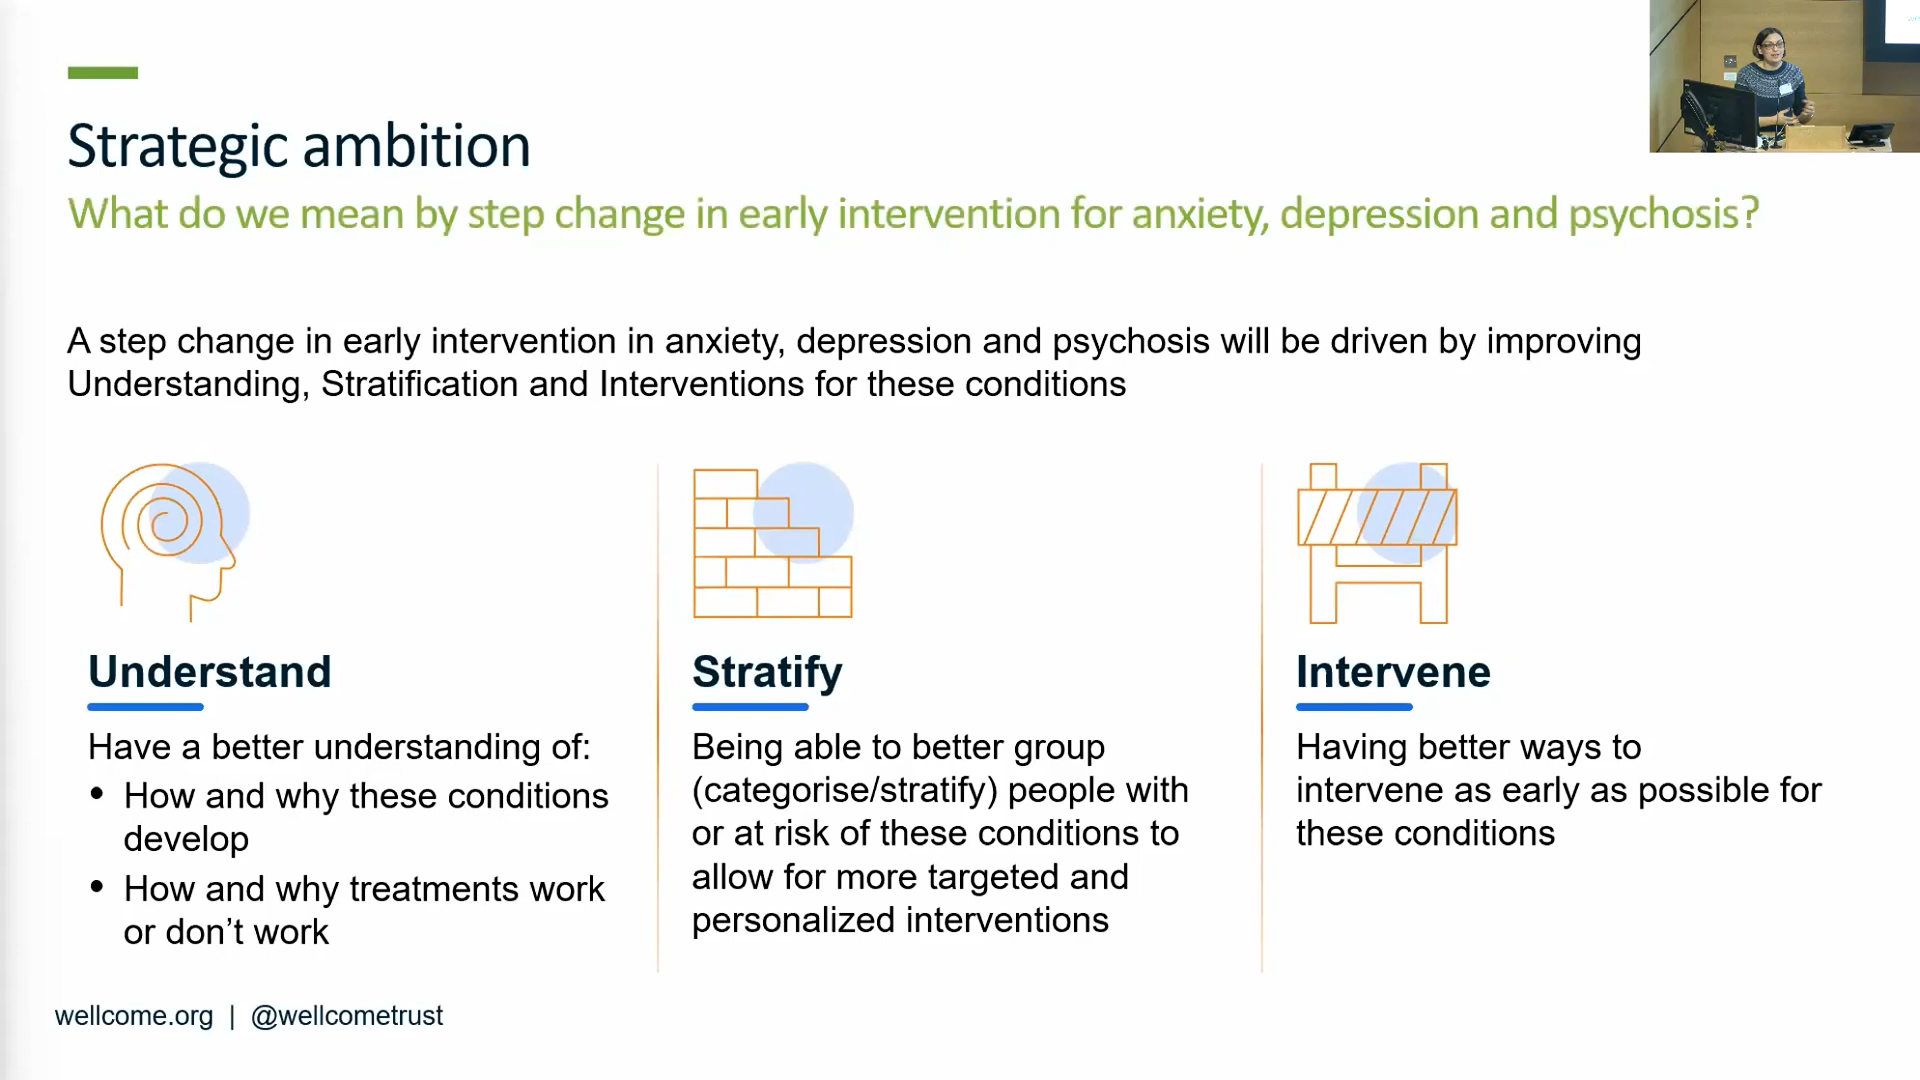 Strategic ambition
What do we mean by step change in early intervention for anxiety, depression and psychosis?
A step change in early intervention in anxiety, depression and psychosis will be driven by improving
Understanding, Stratification and Interventions for these conditions
Understand
Have a better understanding of:
• How and why these conditions
develop
• How and why treatments work
or don’t work
Stratify
Being able to better group
(categorise/stratify) people with
or at risk of these conditions to
allow for more targeted and
personalized interventions
Intervene
Having better ways to
intervene as early as possible for
these conditions
wellcome.org | @wellcometrust